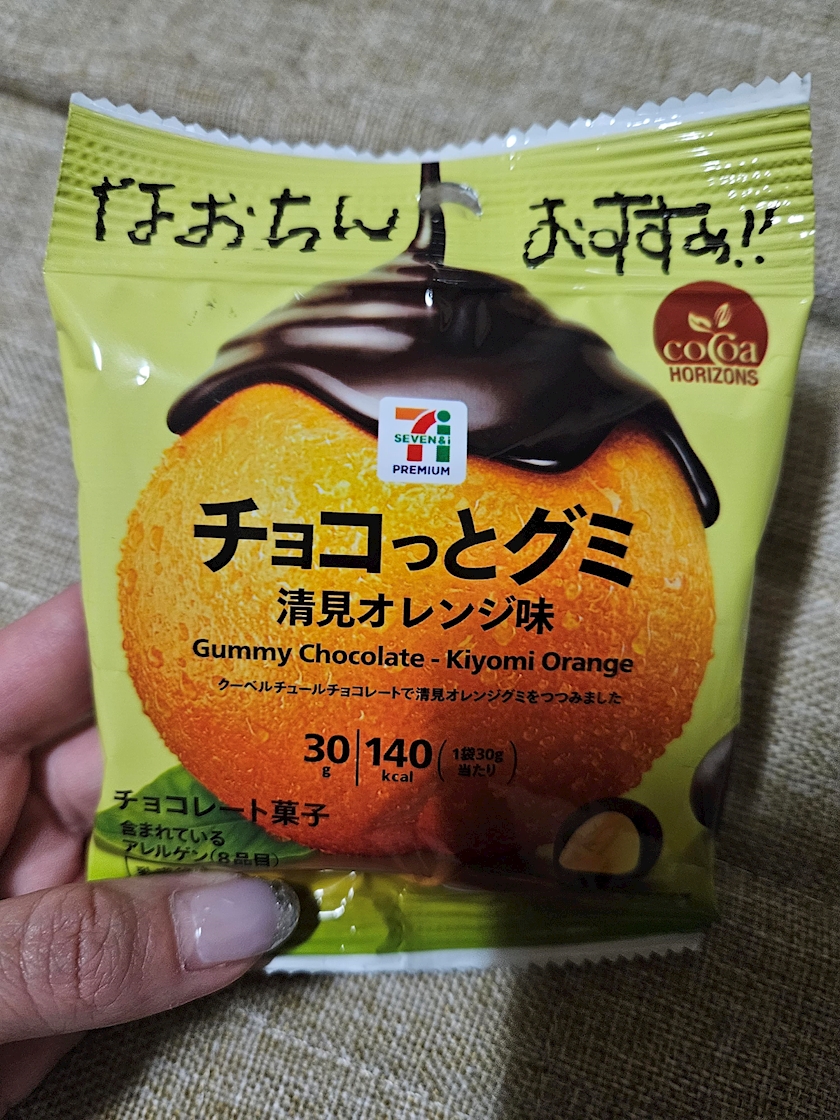 なおちん おすすめ!!
cocoa
HORIZONS
7i
SEVEN&i
PREMIUM
チョコっとグミ
清見オレンジ味
Gummy Chocolate - Kiyomi Orange
クーベルチュールチョコレートで清見オレンジグミをつつみました
30g 140kcal (1袋30g当たり)
チョコレート菓子
含まれている
アレルゲン(8品目)